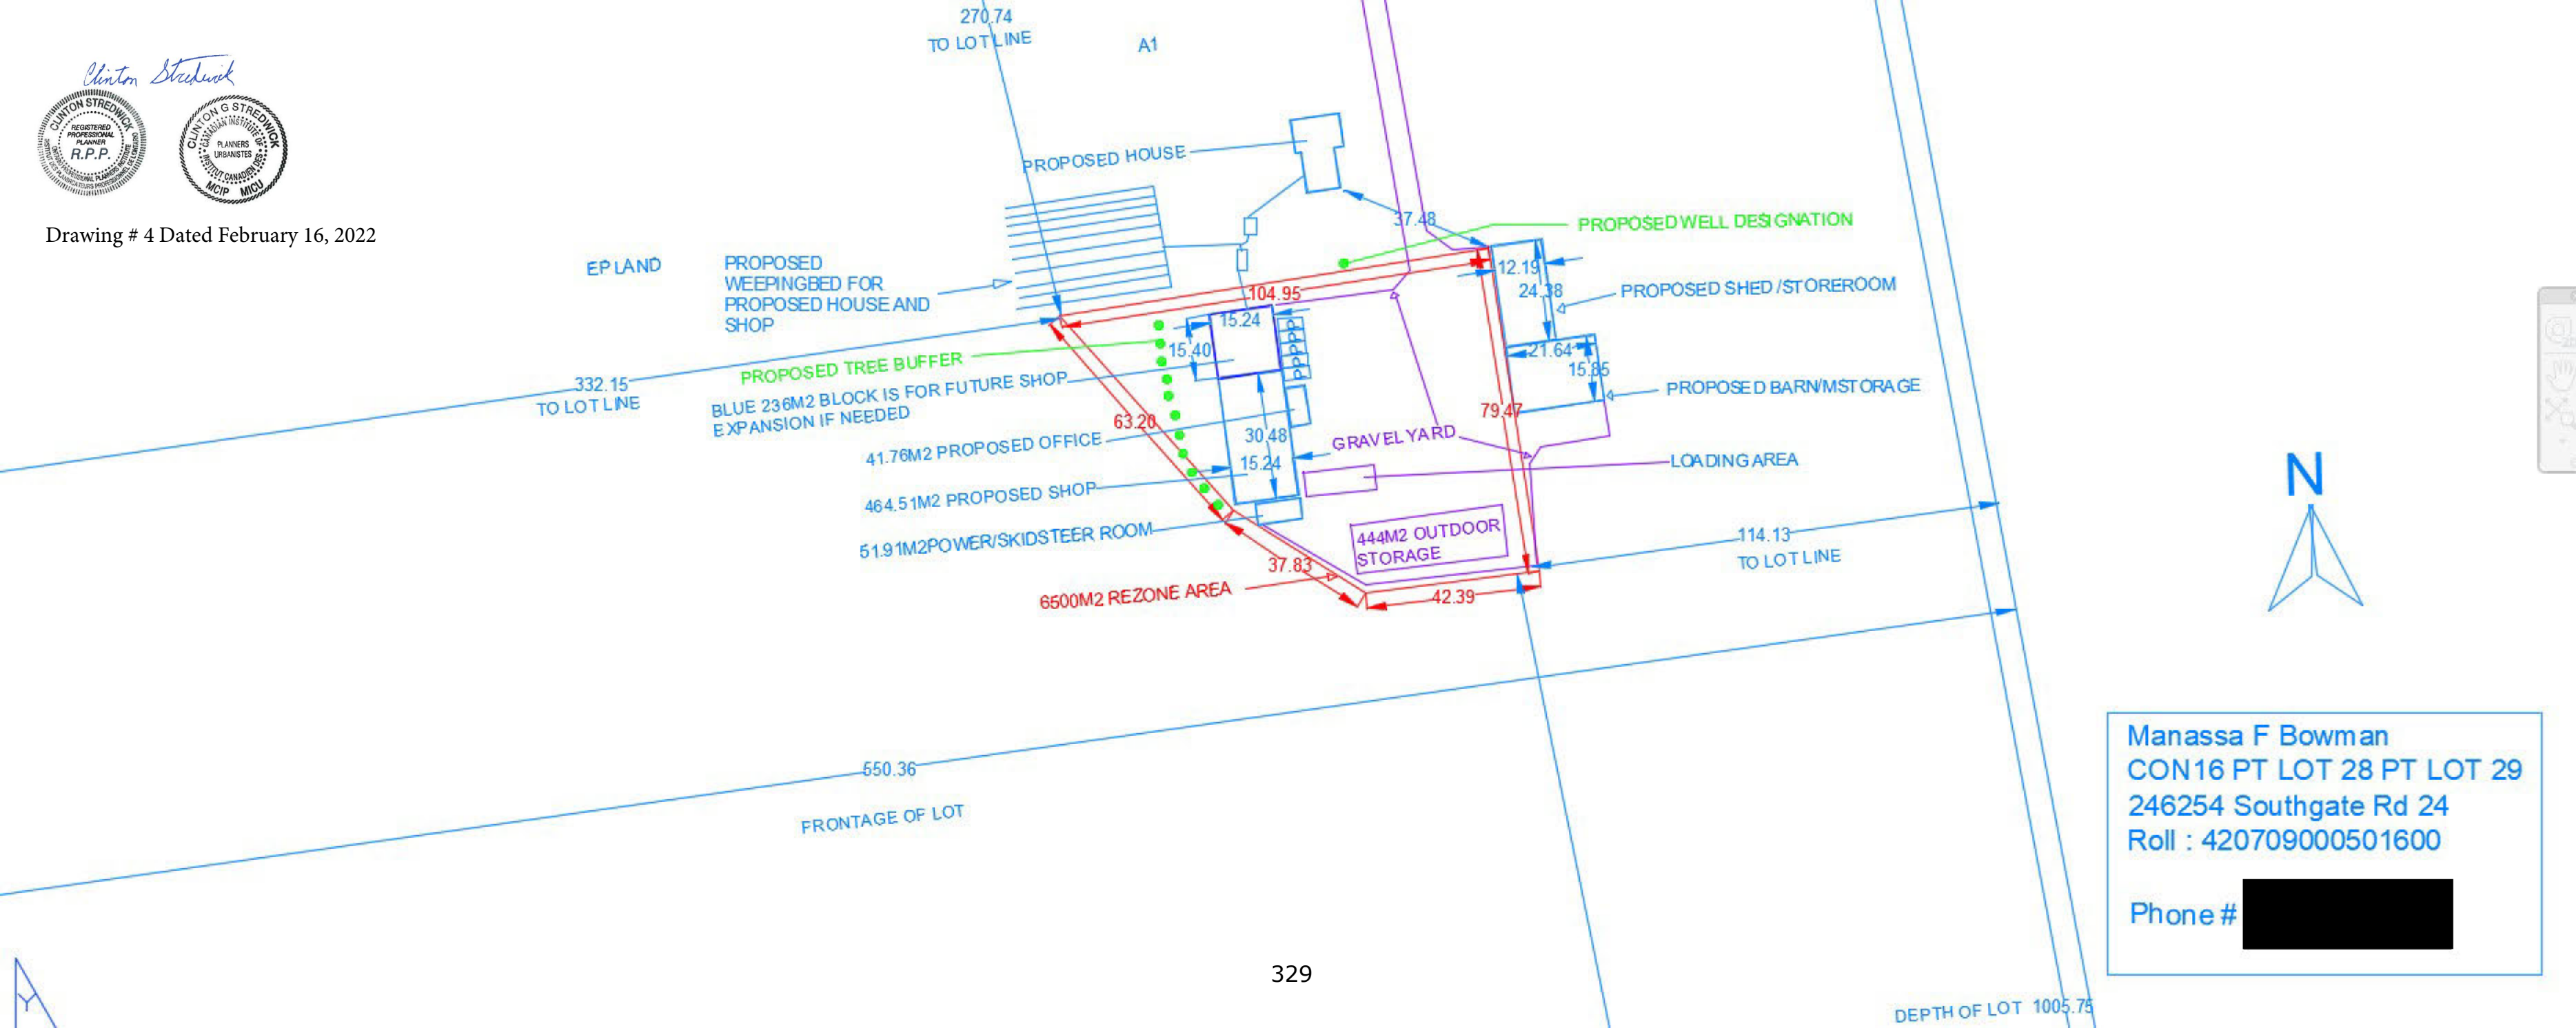 270.74
TO LOT LINE
A1
Clinton Stredwick
CLINTON STREDWICK
REGISTERED
PROFESSIONAL
PLANNER
R.P.P.
CLINTON G STREDWICK
CANADIAN INSTITUTE OF
PLANNERS
URBANISTES
INSTITUT CANADIEN DES
MCIP MICU
Drawing # 4 Dated February 16, 2022
PROPOSED HOUSE
37.48
PROPOSED WELL DESIGNATION
EP LAND
PROPOSED
WEEPINGBED FOR
PROPOSED HOUSE AND
SHOP
12.19
24.38
PROPOSED SHED /STOREROOM
104.95
15.24
15.40
P
P
P
P
P
21.64
15.85
PROPOSED BARN/MSTORAGE
PROPOSED TREE BUFFER
332.15
TO LOT LINE
BLUE 236M2 BLOCK IS FOR FUTURE SHOP
EXPANSION IF NEEDED
63.20
79.47
41.76M2 PROPOSED OFFICE
30.48
GRAVEL YARD
15.24
LOADING AREA
464.51M2 PROPOSED SHOP
51.91M2POWER/SKIDSTEER ROOM
444M2 OUTDOOR
STORAGE
114.13
TO LOT LINE
37.83
6500M2 REZONE AREA
42.39
N
550.36
FRONTAGE OF LOT
Manassa F Bowman
CON16 PT LOT 28 PT LOT 29
246254 Southgate Rd 24
Roll : 420709000501600
Phone #
329
Y
DEPTH OF LOT 1005.75